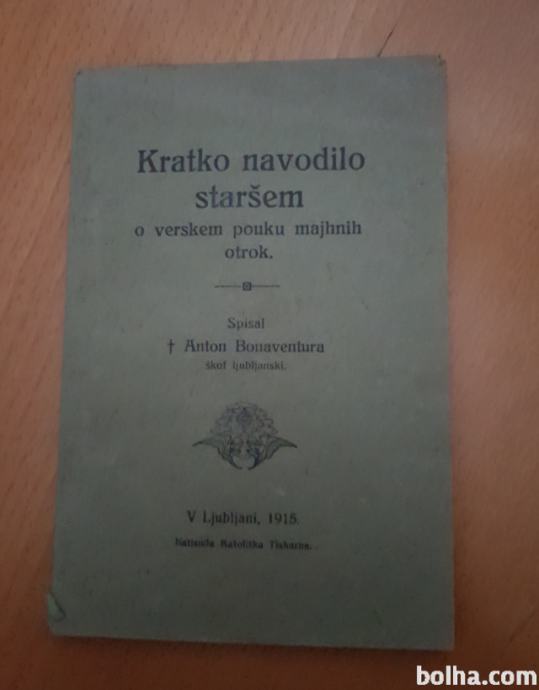 Kratko navodilo
staršem
o verskem pouku majhnih
otrok.
Spisal
† Anton Bonaventura
škof ljubljanski.
V Ljubljani, 1915.
Natisnila Katoliška Tiskarna.
bolha.com